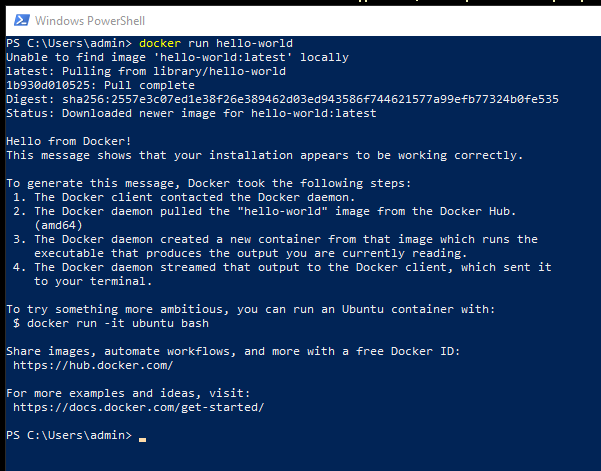 Windows PowerShell
PS C:\Users\admin> docker run hello-world
Unable to find image 'hello-world:latest' locally
latest: Pulling from library/hello-world
1b930d010525: Pull complete
Digest: sha256:2557e3c07ed1e38f26e389462d03ed943586f744621577a99efb77324b0fe535
Status: Downloaded newer image for hello-world:latest
Hello from Docker!
This message shows that your installation appears to be working correctly.
To generate this message, Docker took the following steps:
1. The Docker client contacted the Docker daemon.
2. The Docker daemon pulled the "hello-world" image from the Docker Hub.
(amd64)
3. The Docker daemon created a new container from that image which runs the
executable that produces the output you are currently reading.
4. The Docker daemon streamed that output to the Docker client, which sent it
to your terminal.
To try something more ambitious, you can run an Ubuntu container with:
$ docker run -it ubuntu bash
Share images, automate workflows, and more with a free Docker ID:
https://hub.docker.com/
For more examples and ideas, visit:
https://docs.docker.com/get-started/
PS C:\Users\admin>